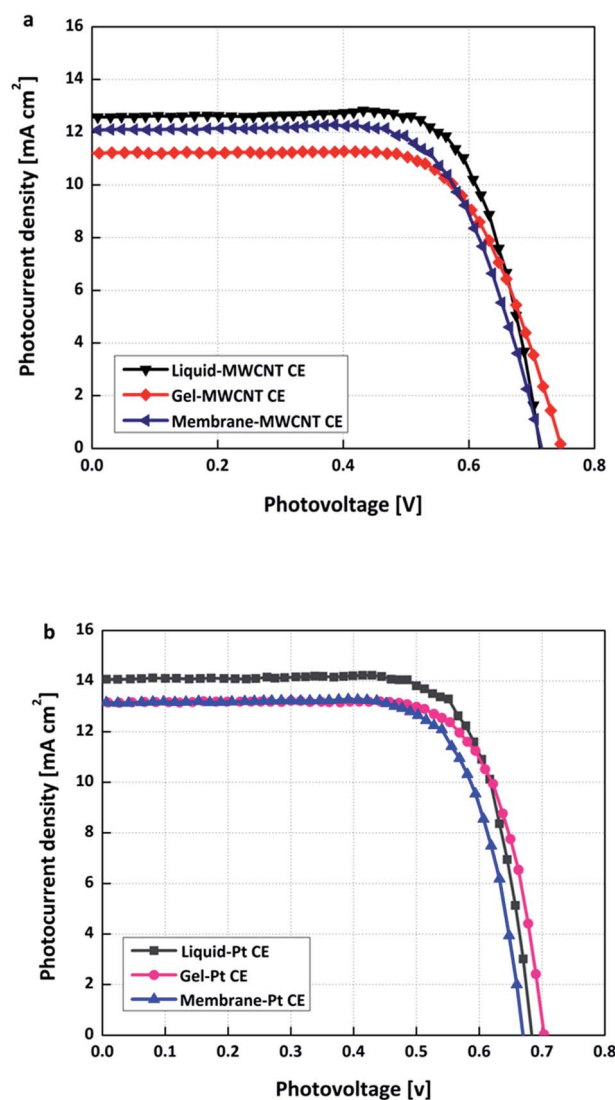 a
16
14
12
10
8
6
4
2
0
Photocurrent density [mA cm²]
Liquid-MWCNT CE
Gel-MWCNT CE
Membrane-MWCNT CE
0.0 0.2 0.4 0.6 0.8
Photovoltage [V]
b
16
14
12
10
8
6
4
2
0
Photocurrent density [mA cm²]
Liquid-Pt CE
Gel-Pt CE
Membrane-Pt CE
0.0 0.1 0.2 0.3 0.4 0.5 0.6 0.7 0.8
Photovoltage [v]